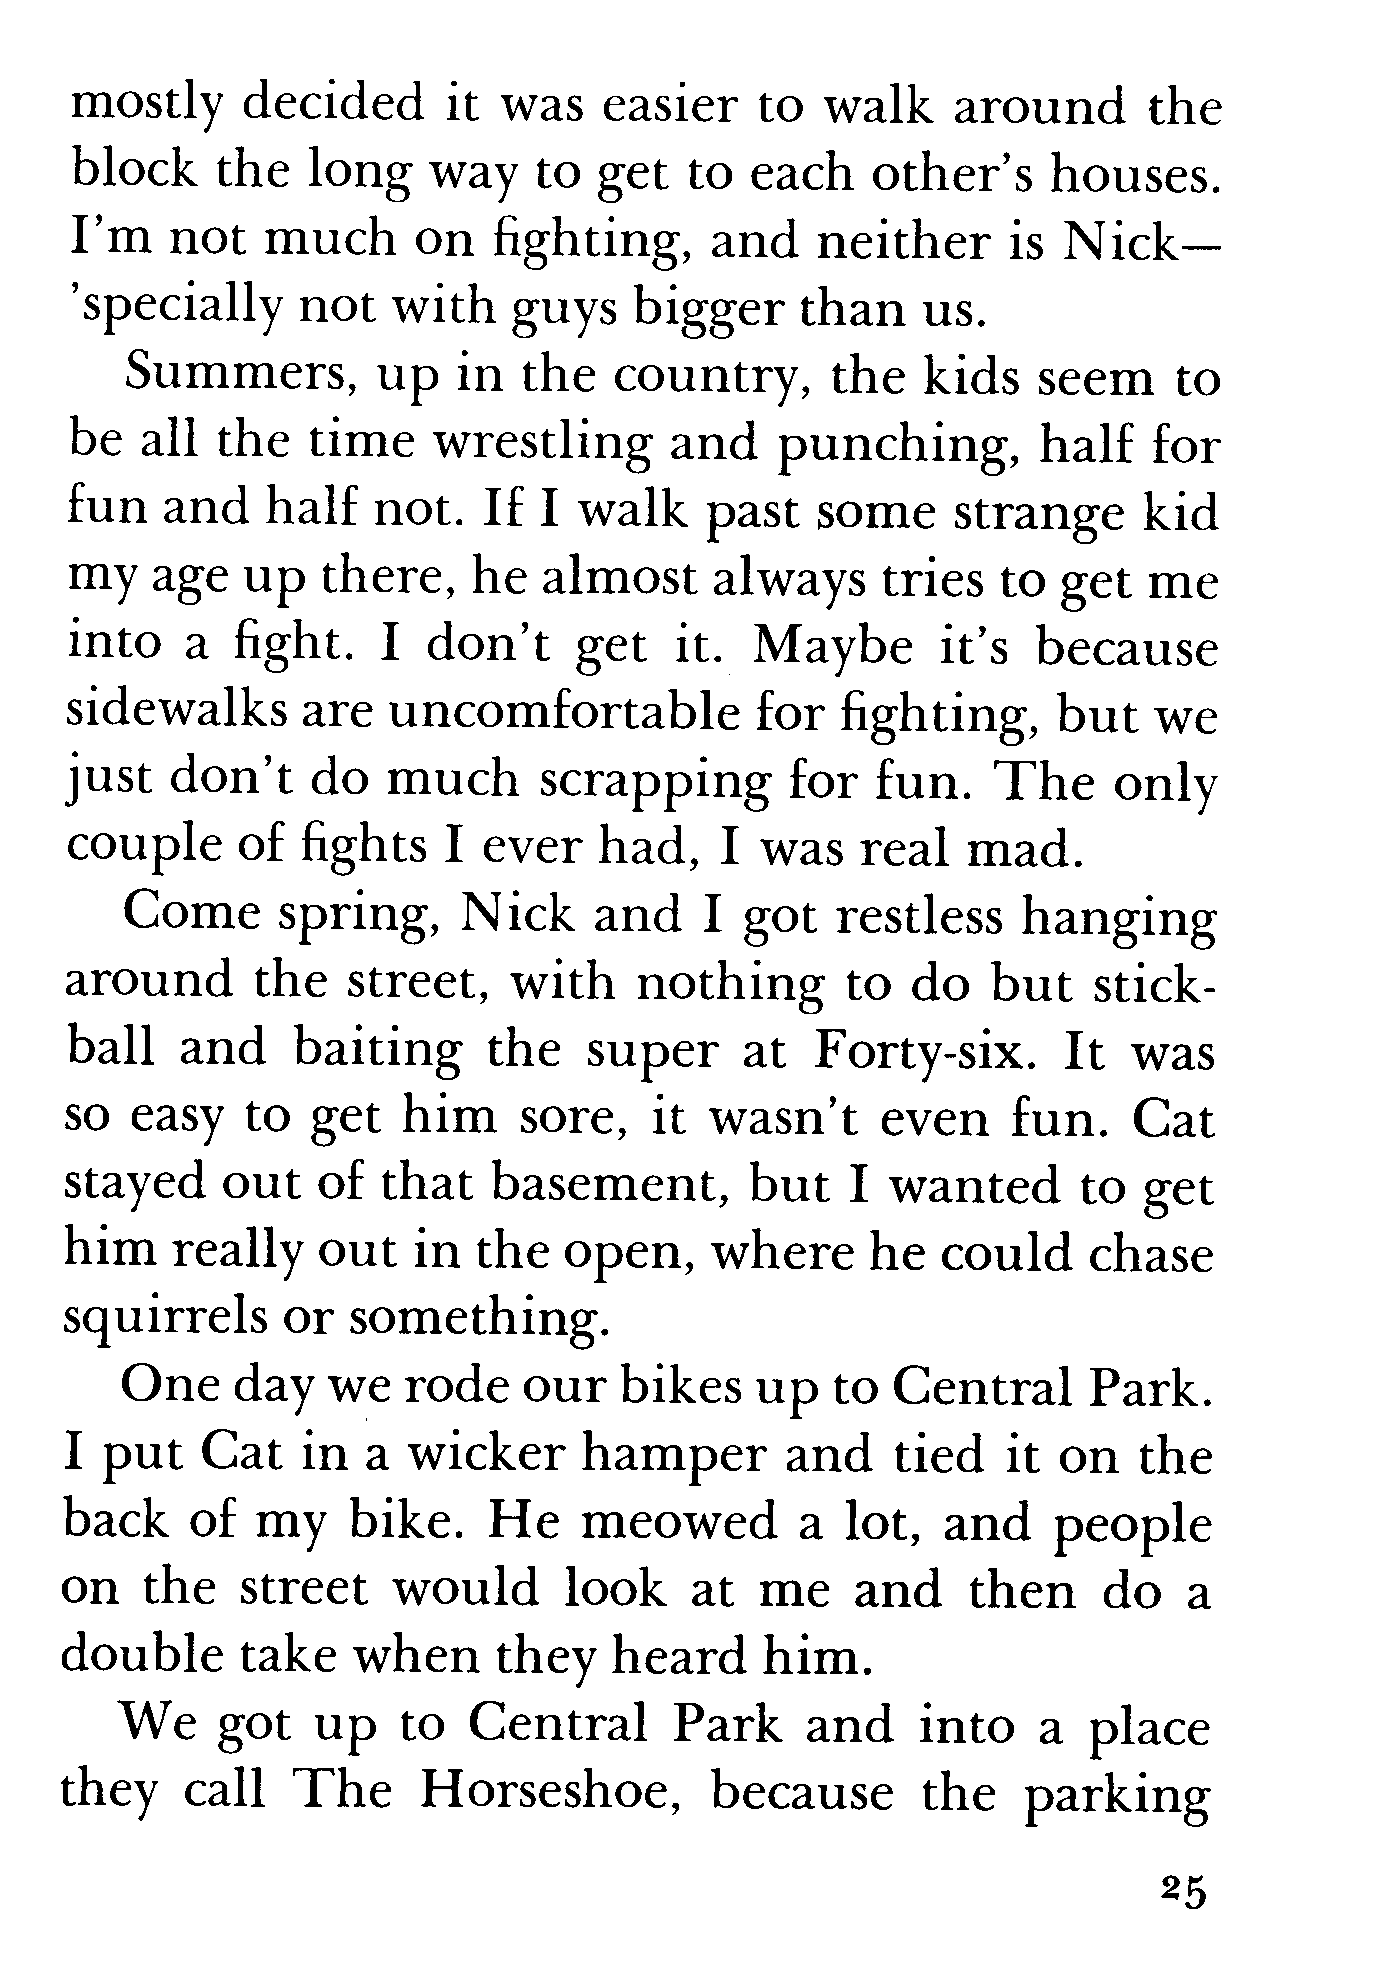 mostly decided it was easier to walk around the
block the long way to get to each other's houses.
I'm not much on fighting, and neither is Nick—
'specially not with guys bigger than us.
Summers, up in the country, the kids seem to
be all the time wrestling and punching, half for
fun and half not. If I walk past some strange kid
my age up there, he almost always tries to get me
into a fight. I don't get it. Maybe it's because
sidewalks are uncomfortable for fighting, but we
just don't do much scrapping for fun. The only
couple of fights I ever had, I was real mad.
Come spring, Nick and I got restless hanging
around the street, with nothing to do but stick-
ball and baiting the super at Forty-six. It was
so easy to get him sore, it wasn't even fun. Cat
stayed out of that basement, but I wanted to get
him really out in the open, where he could chase
squirrels or something.
One day we rode our bikes up to Central Park.
I put Cat in a wicker hamper and tied it on the
back of my bike. He meowed a lot, and people
on the street would look at me and then do a
double take when they heard him.
We got up to Central Park and into a place
they call The Horseshoe, because the parking
25